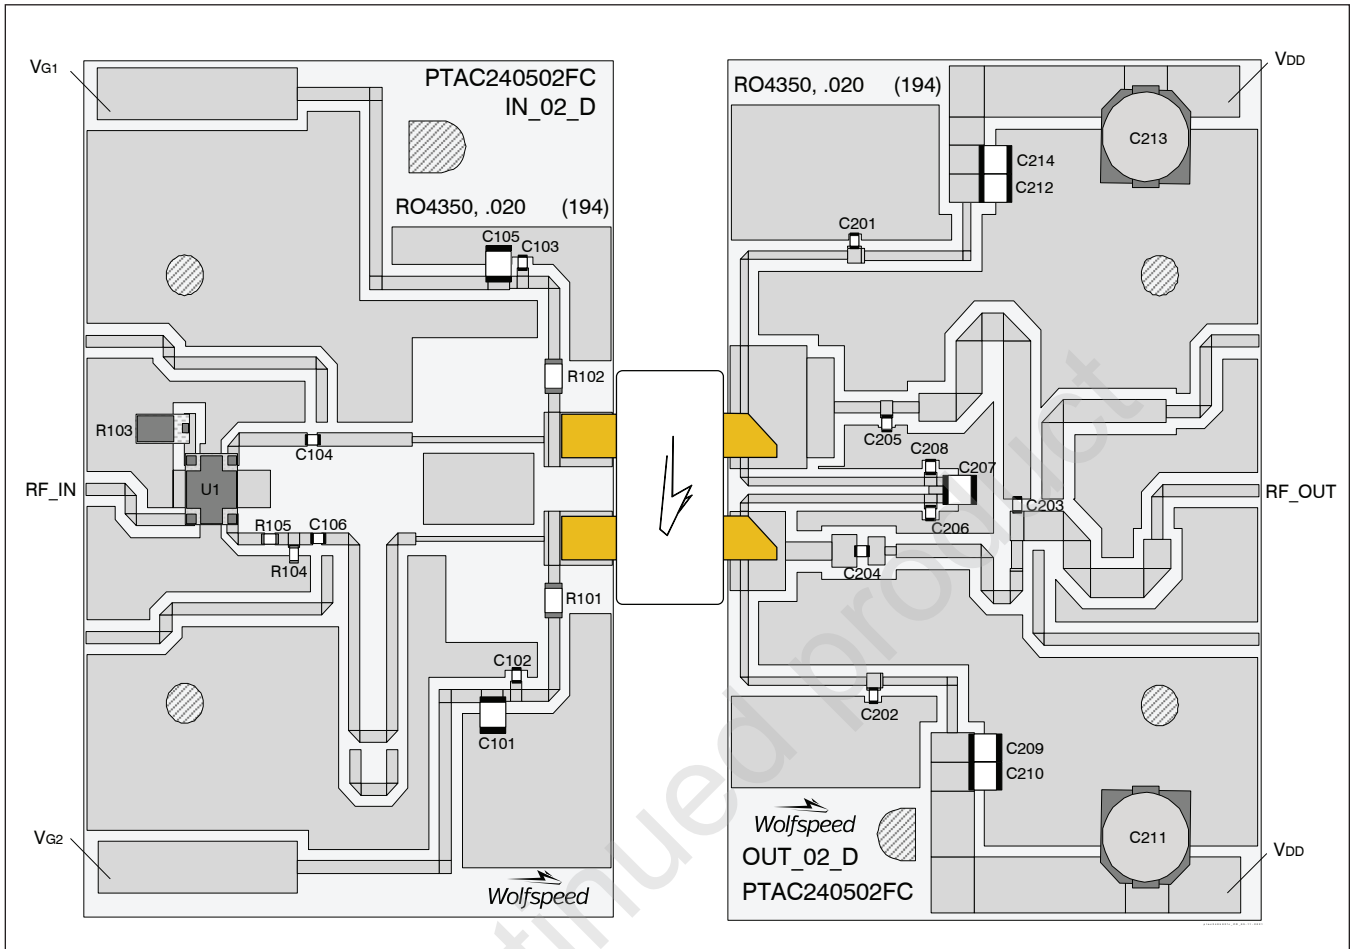 VG1
PTAC240502FC
IN_02_D
RO4350, .020 (194)
C105
C103
R102
R103
C104
U1
RF_IN
R105
C106
R104
R101
C102
C101
VG2
Wolfspeed
RO4350, .020 (194)
VDD
C213
C214
C212
C201
C205
C208
C207
C203
RF_OUT
C206
C204
C202
C209
C210
C211
VDD
Wolfspeed
OUT_02_D
PTAC240502FC
tinued product